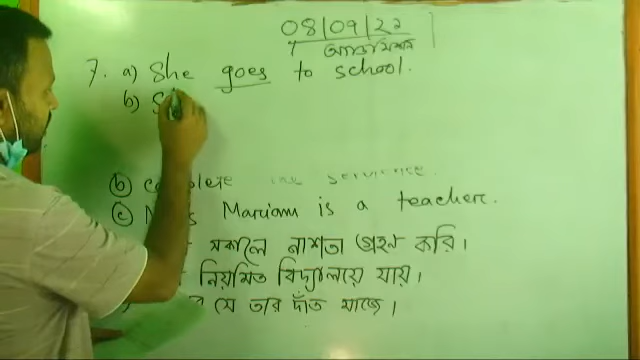 08/09/22
7. a) She goes to school.
b) S
(b) complete the sentence.
(c) Mariam is a teacher.
সকালে নাশতা গ্রহণ করি।
নিয়মিত বিদ্যালয়ে যায়।
সে তার দাঁত মাজে।